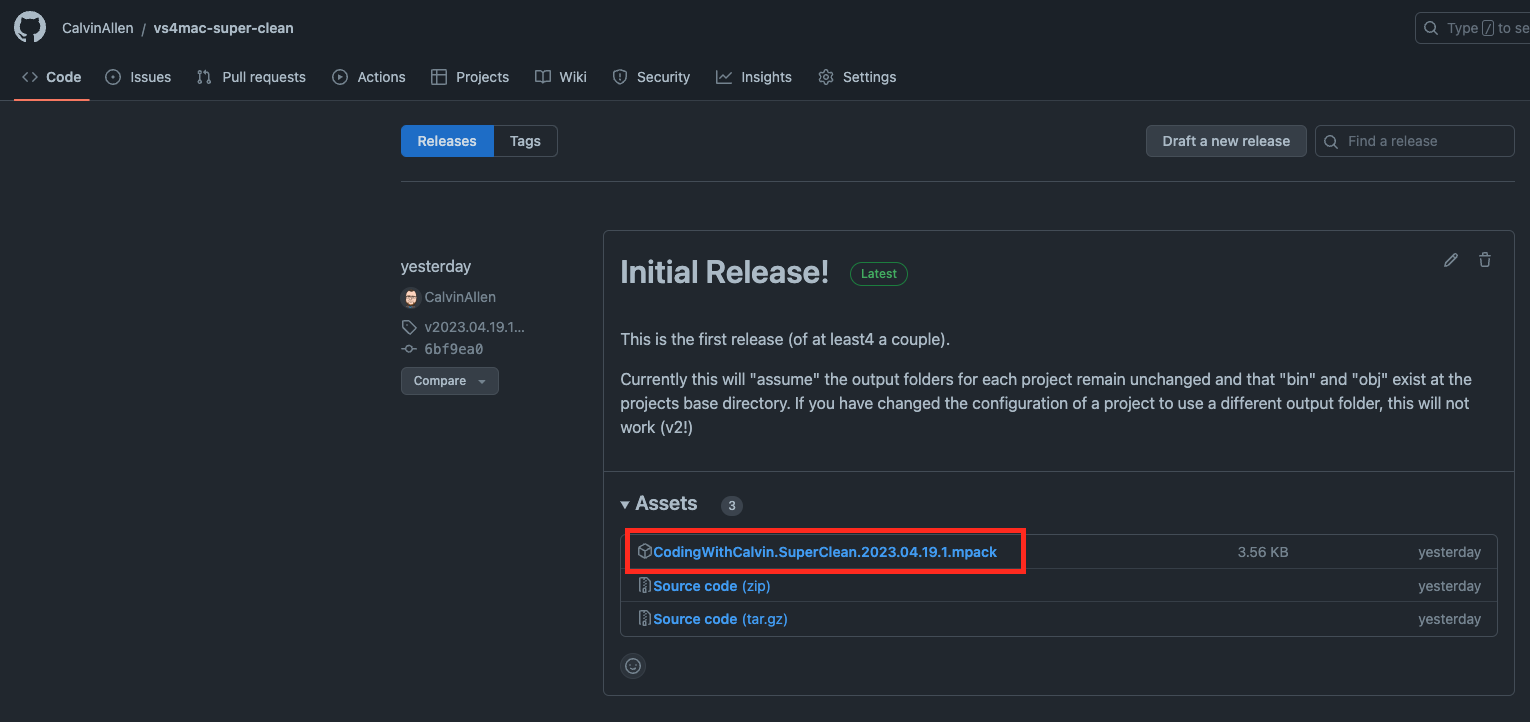 CalvinAllen / vs4mac-super-clean
Type / to se
Code Issues Pull requests Actions Projects Wiki Security Insights Settings
Releases Tags
Draft a new release
Find a release
yesterday
CalvinAllen
v2023.04.19.1...
6bf9ea0
Compare
Initial Release! Latest
This is the first release (of at least4 a couple).
Currently this will "assume" the output folders for each project remain unchanged and that "bin" and "obj" exist at the
projects base directory. If you have changed the configuration of a project to use a different output folder, this will not
work (v2!)
Assets 3
CodingWithCalvin.SuperClean.2023.04.19.1.mpack 3.56 KB yesterday
Source code (zip) yesterday
Source code (tar.gz) yesterday